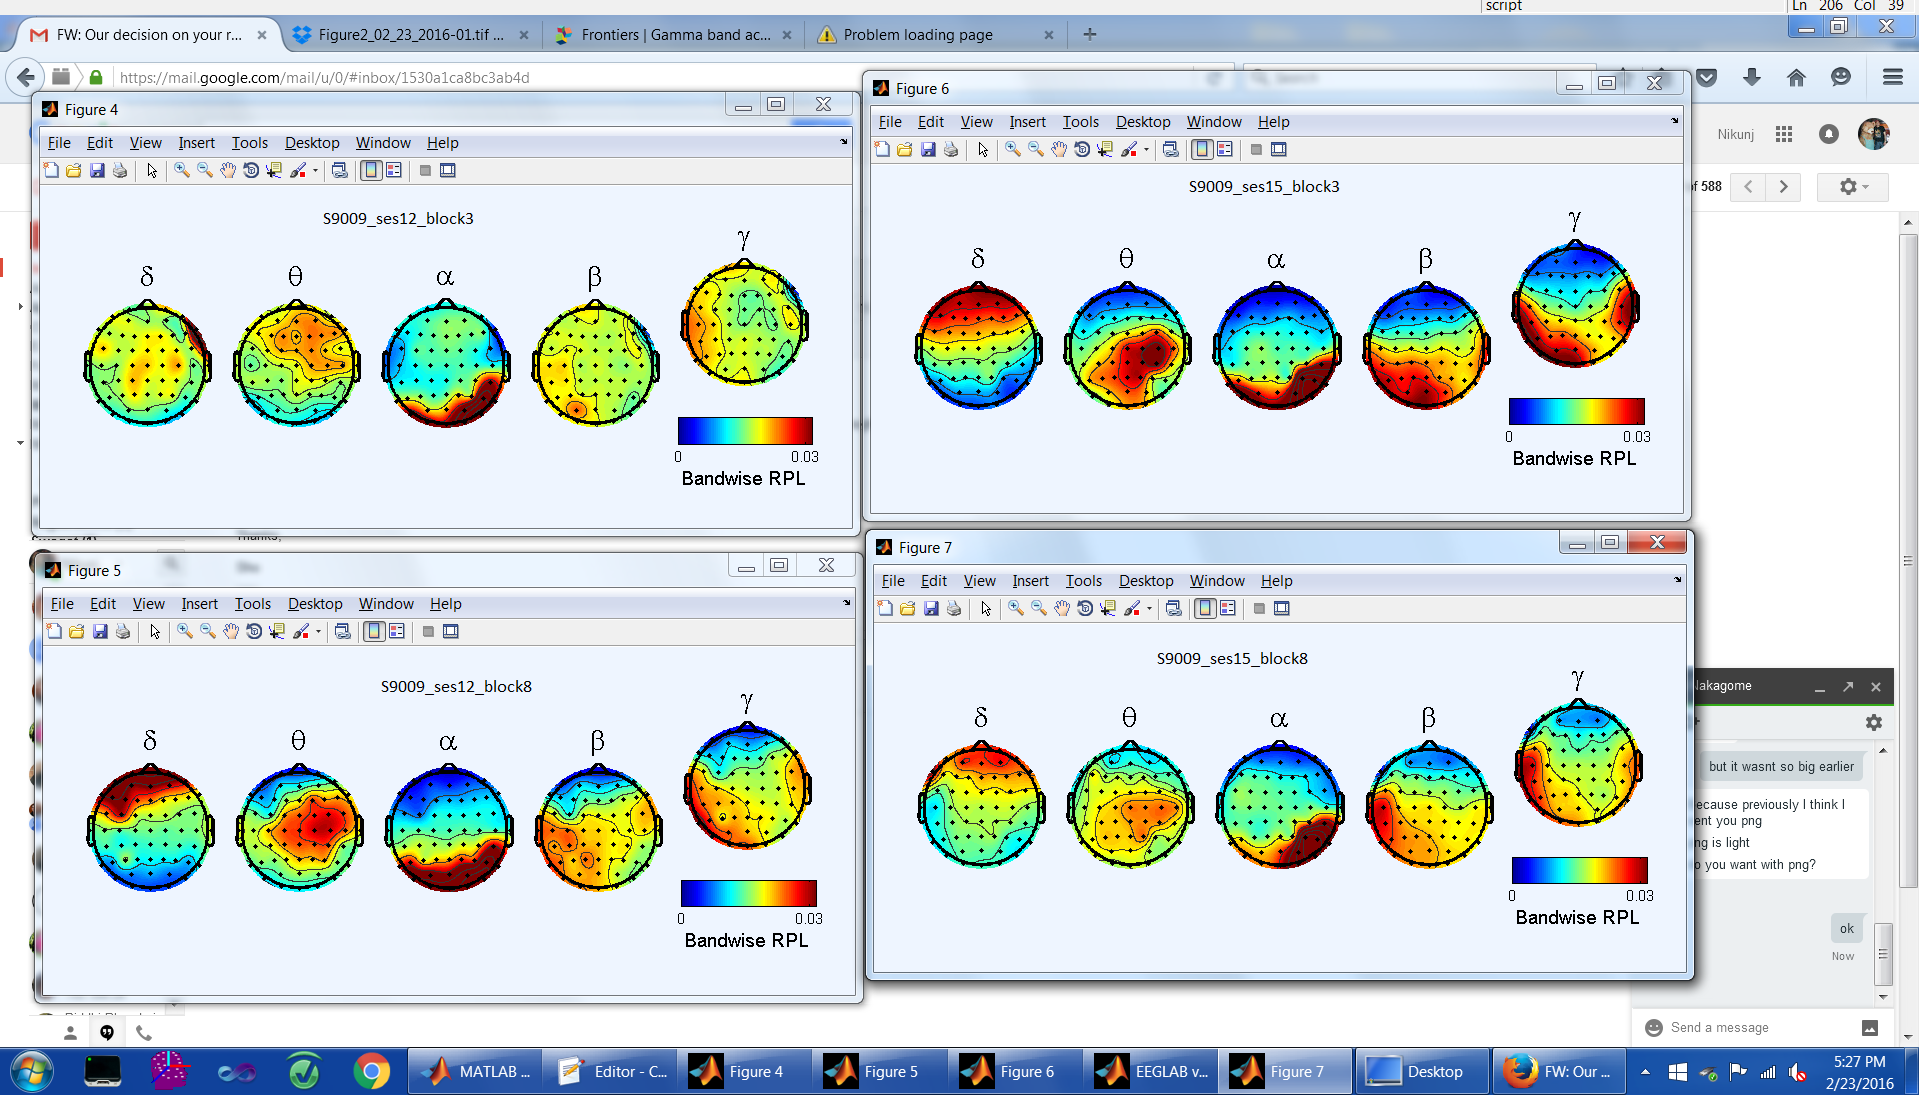 script
Ln 206 Col 39
FW: Our decision on your r...
Figure2_02_23_2016-01.tif ...
Frontiers | Gamma band ac...
Problem loading page
https://mail.google.com/mail/u/0/#inbox/1530a1ca8bc3ab4d
Search
Nikunj
of 588
Figure 4
File Edit View Insert Tools Desktop Window Help
S9009_ses12_block3
δ θ α β γ
0 0.03
Bandwise RPL
Figure 6
File Edit View Insert Tools Desktop Window Help
S9009_ses15_block3
δ θ α β γ
0 0.03
Bandwise RPL
Thanks,
Figure 5
File Edit View Insert Tools Desktop Window Help
S9009_ses12_block8
δ θ α β γ
0 0.03
Bandwise RPL
Figure 7
File Edit View Insert Tools Desktop Window Help
S9009_ses15_block8
δ θ α β γ
0 0.03
Bandwise RPL
Nakagome
but it wasnt so big earlier
ecause previously I think I
ent you png
ng is light
o you want with png?
ok
Now
Send a message
MATLAB ...
Editor - C...
Figure 4
Figure 5
Figure 6
EEGLAB v...
Figure 7
Desktop
FW: Our ...
5:27 PM
2/23/2016